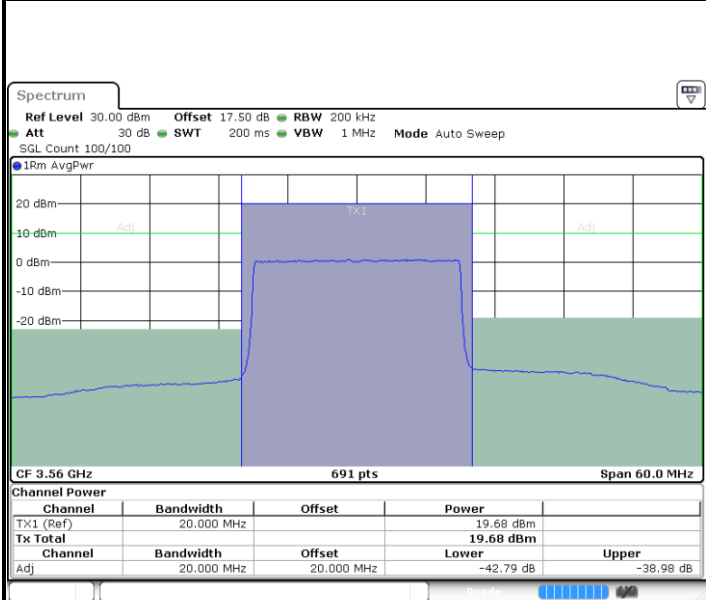 Spectrum
Ref Level 30.00 dBm Offset 17.50 dB RBW 200 kHz
Att 30 dB SWT 200 ms VBW 1 MHz Mode Auto Sweep
SGL Count 100/100
1Rm AvgPwr
20 dBm
TX1
Adj Adj
10 dBm
0 dBm
-10 dBm
-20 dBm
CF 3.56 GHz 691 pts Span 60.0 MHz
Channel Power
Channel Bandwidth Offset Power
TX1 (Ref) 20.000 MHz 19.68 dBm
Tx Total 19.68 dBm
Channel Bandwidth Offset Lower Upper
Adj 20.000 MHz 20.000 MHz -42.79 dB -38.98 dB
Ready